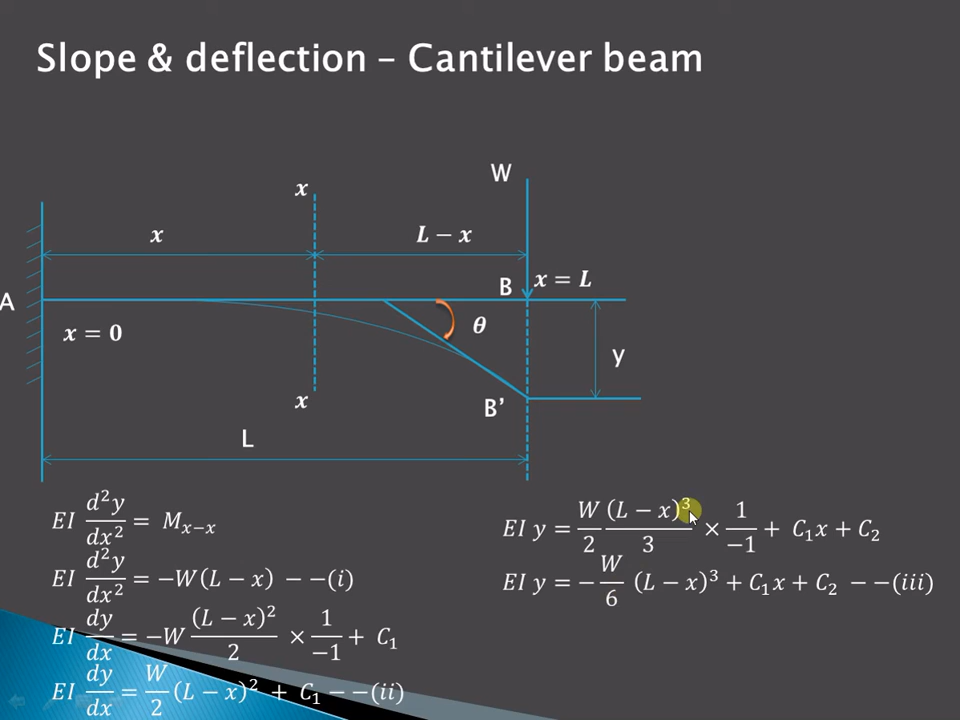 Slope & deflection – Cantilever beam
W
x
x
L − x
A
B
x = L
x = 0
θ
y
x
B’
L
EI d²y/dx² = M_{x−x}
EI d²y/dx² = −W(L − x) − −(i)
EI dy/dx = −W (L − x)²/2 × 1/−1 + C₁
EI dy/dx = W/2 (L − x)² + C₁ − −(ii)
EI y = W/2 (L − x)³/3 × 1/−1 + C₁x + C₂
EI y = − W/6 (L − x)³ + C₁x + C₂ − −(iii)